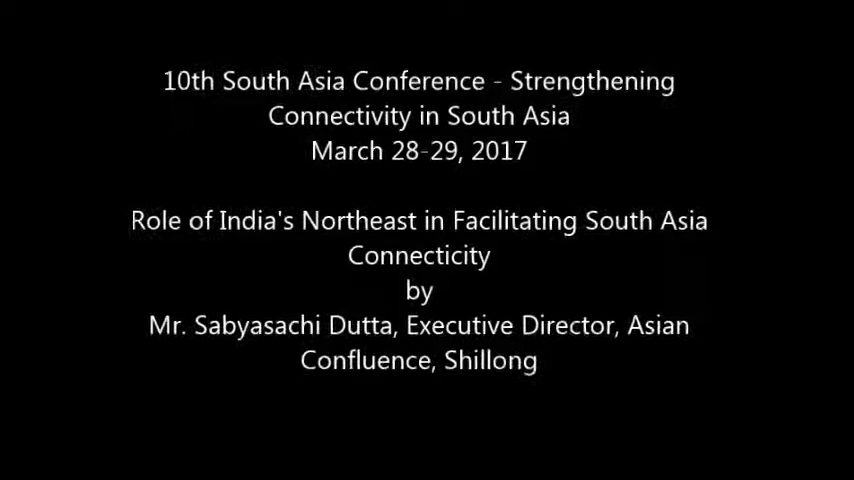 10th South Asia Conference - Strengthening
Connectivity in South Asia
March 28-29, 2017
Role of India's Northeast in Facilitating South Asia
Connecticity
by
Mr. Sabyasachi Dutta, Executive Director, Asian
Confluence, Shillong